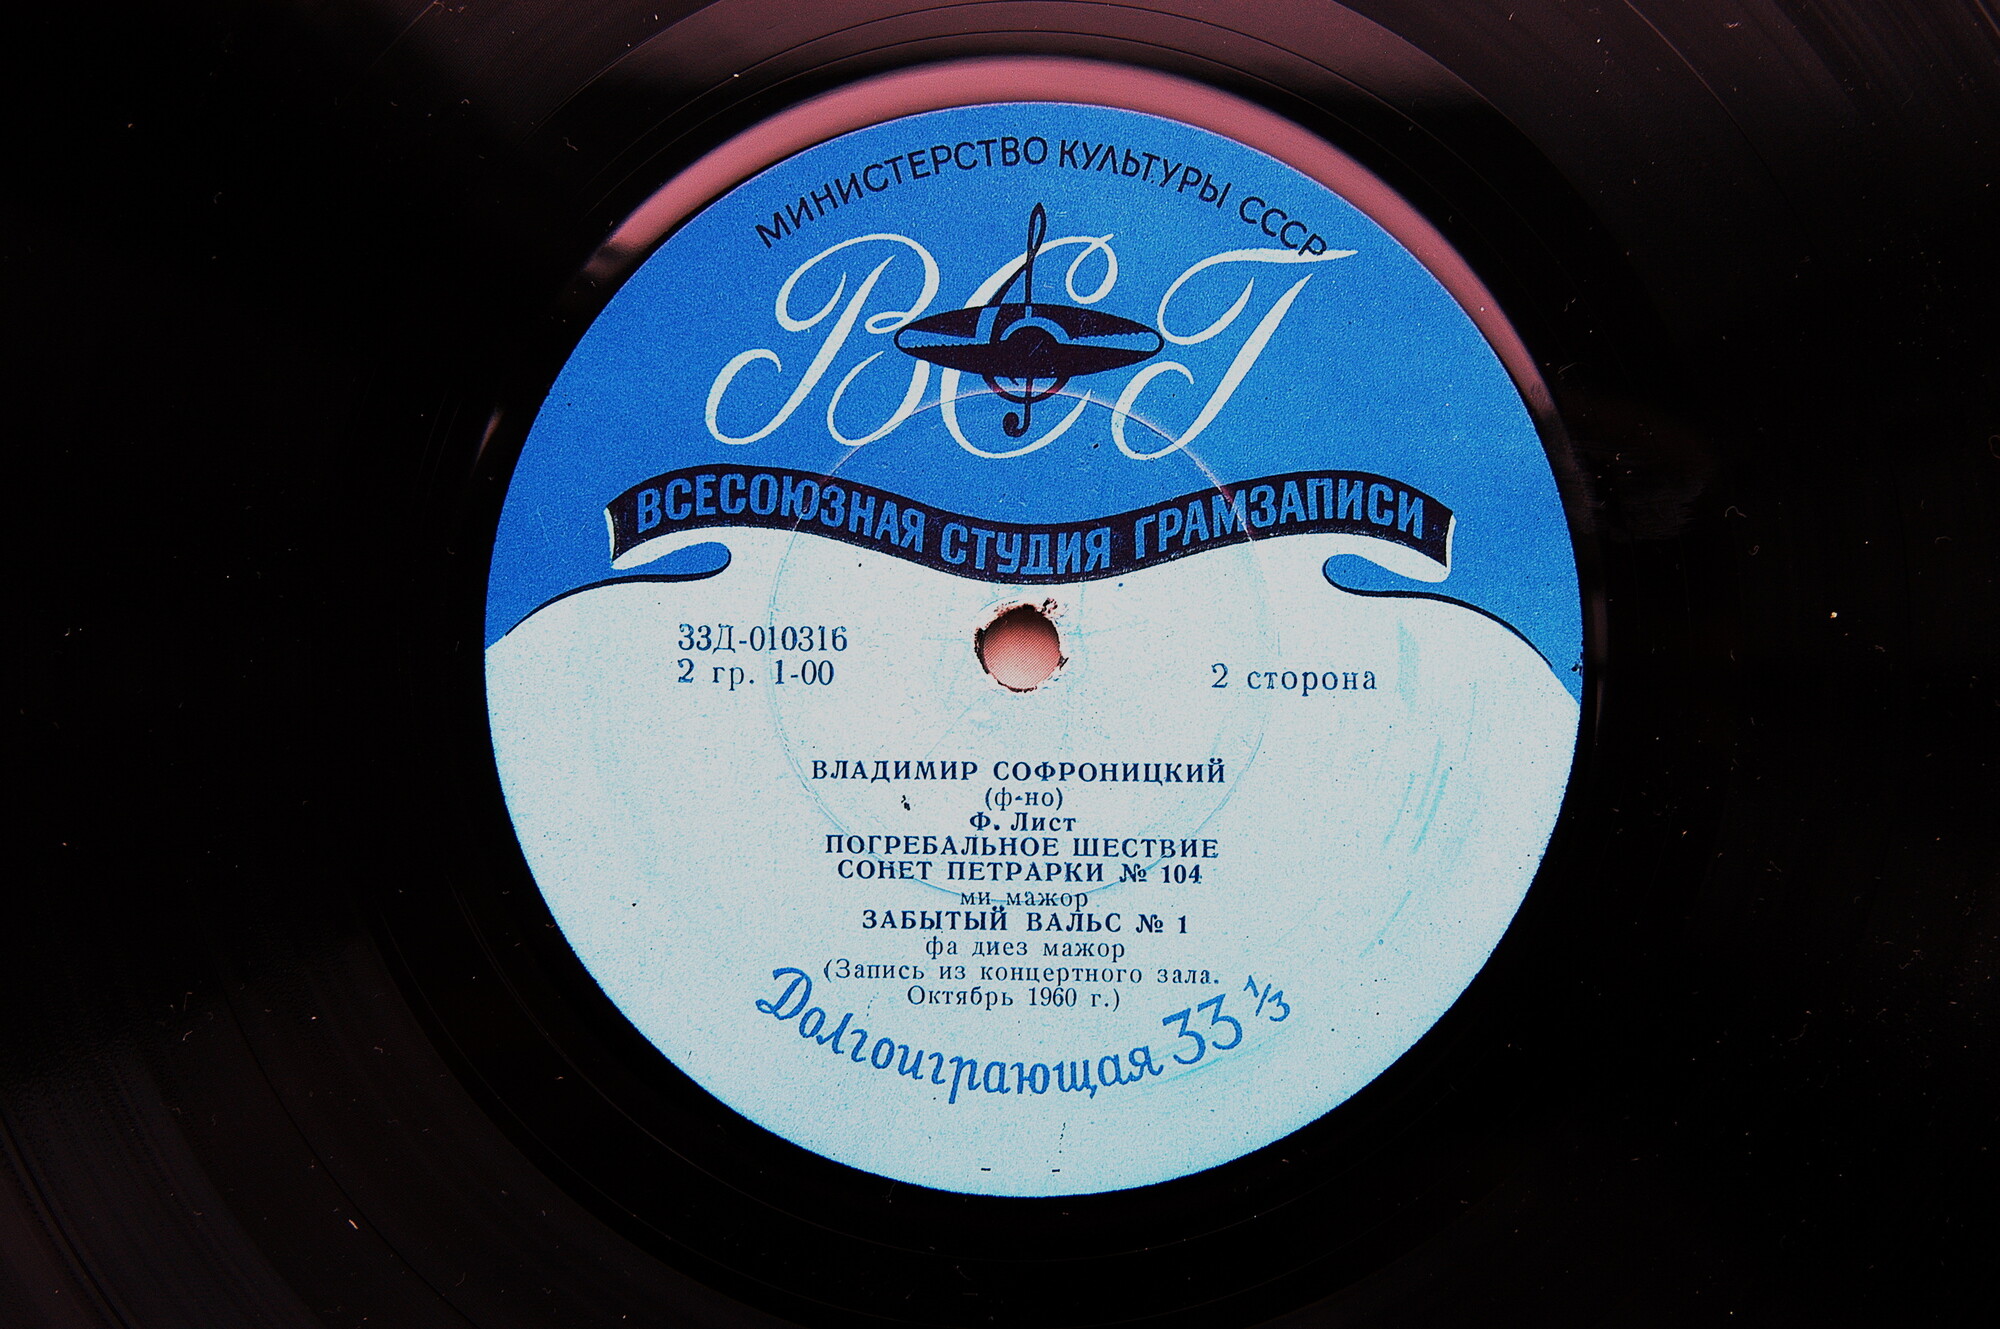 МИНИСТЕРСТВО КУЛЬТУРЫ СССР
ВСГ
ВСЕСОЮЗНАЯ СТУДИЯ ГРАМЗАПИСИ
33Д-010316
2 гр. 1-00
2 сторона
ВЛАДИМИР СОФРОНИЦКИЙ
(ф-но)
Ф. Лист
ПОГРЕБАЛЬНОЕ ШЕСТВИЕ
СОНЕТ ПЕТРАРКИ № 104
ми мажор
ЗАБЫТЫЙ ВАЛЬС № 1
фа диез мажор
(Запись из концертного зала.
Октябрь 1960 г.)
Долгоиграющая 33 1/3